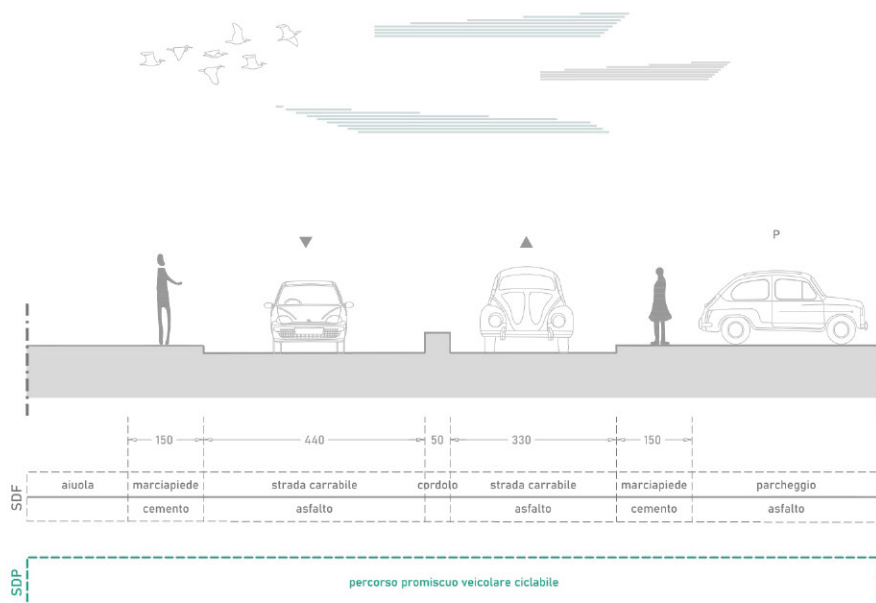 P
150 440 50 330 150
SDF
aiuola marciapiede strada carrabile cordolo strada carrabile marciapiede parcheggio
cemento asfalto asfalto cemento asfalto
SDP
percorso promiscuo veicolare ciclabile